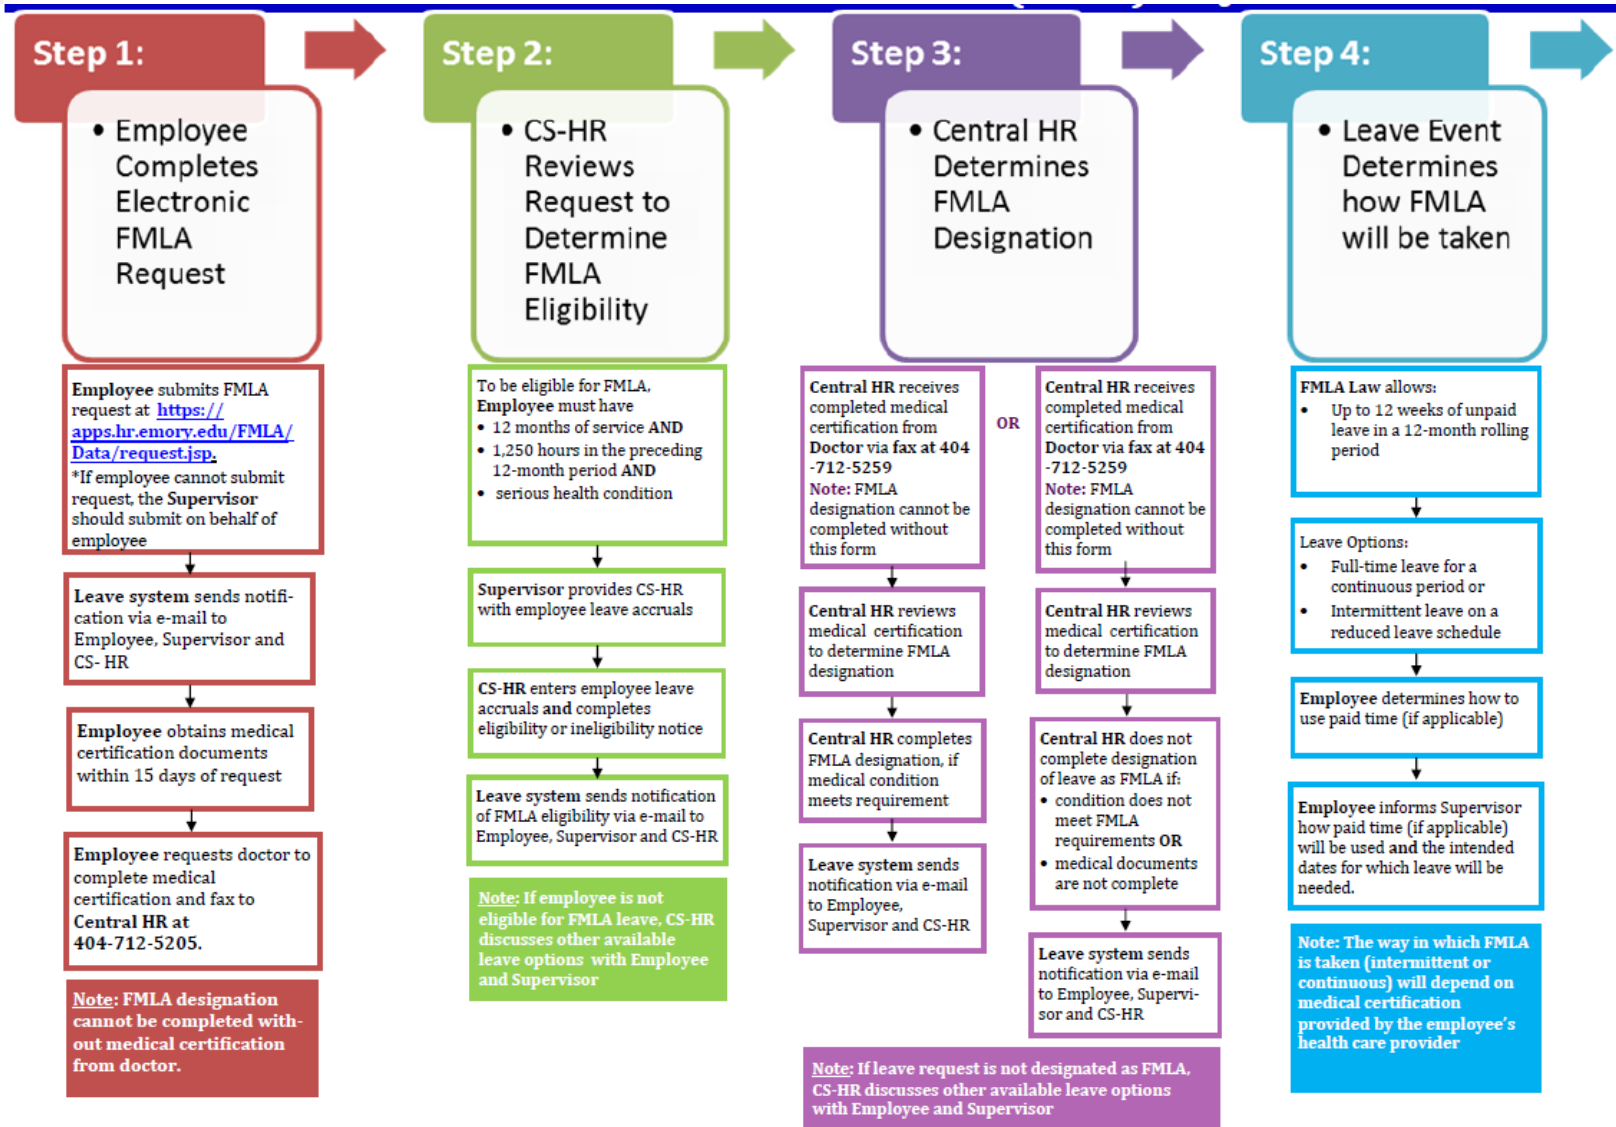 Step 1:
• Employee
Completes
Electronic
FMLA
Request
Employee submits FMLA
request at https://
apps.hr.emory.edu/FMLA/
Data/request.jsp.
*If employee cannot submit
request, the Supervisor
should submit on behalf of
employee
Leave system sends notifi-
cation via e-mail to
Employee, Supervisor and
CS- HR
Employee obtains medical
certification documents
within 15 days of request
Employee requests doctor to
complete medical
certification and fax to
Central HR at
404-712-5205.
Note: FMLA designation
cannot be completed with-
out medical certification
from doctor.
Step 2:
• CS-HR
Reviews
Request to
Determine
FMLA
Eligibility
To be eligible for FMLA,
Employee must have
• 12 months of service AND
• 1,250 hours in the preceding
12-month period AND
• serious health condition
Supervisor provides CS-HR
with employee leave accruals
CS-HR enters employee leave
accruals and completes
eligibility or ineligibility notice
Leave system sends notification
of FMLA eligibility via e-mail to
Employee, Supervisor and CS-HR
Note: If employee is not
eligible for FMLA leave, CS-HR
discusses other available
leave options with Employee
and Supervisor
Step 3:
• Central HR
Determines
FMLA
Designation
Central HR receives
completed medical
certification from
Doctor via fax at 404
-712-5259
Note: FMLA
designation cannot be
completed without
this form
Central HR reviews
medical certification
to determine FMLA
designation
Central HR completes
FMLA designation, if
medical condition
meets requirement
Leave system sends
notification via e-mail
to Employee,
Supervisor and CS-HR
OR
Central HR receives
completed medical
certification from
Doctor via fax at 404
-712-5259
Note: FMLA
designation cannot be
completed without
this form
Central HR reviews
medical certification
to determine FMLA
designation
Central HR does not
complete designation
of leave as FMLA if:
• condition does not
meet FMLA
requirements OR
• medical documents
are not complete
Leave system sends
notification via e-mail
to Employee, Supervi-
sor and CS-HR
Note: If leave request is not designated as FMLA,
CS-HR discusses other available leave options
with Employee and Supervisor
Step 4:
• Leave Event
Determines
how FMLA
will be taken
FMLA Law allows:
• Up to 12 weeks of unpaid
leave in a 12-month rolling
period
Leave Options:
• Full-time leave for a
continuous period or
• Intermittent leave on a
reduced leave schedule
Employee determines how to
use paid time (if applicable)
Employee informs Supervisor
how paid time (if applicable)
will be used and the intended
dates for which leave will be
needed.
Note: The way in which FMLA
is taken (intermittent or
continuous) will depend on
medical certification
provided by the employee's
health care provider